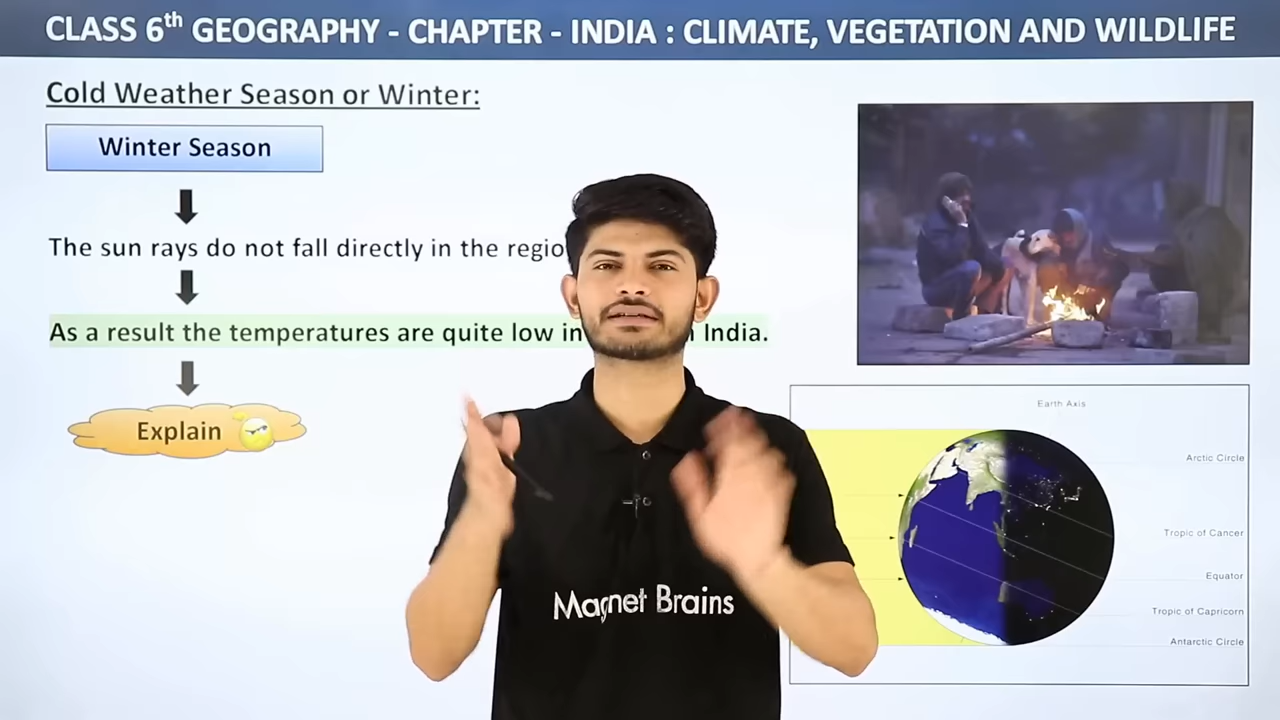 CLASS 6th GEOGRAPHY - CHAPTER - INDIA : CLIMATE, VEGETATION AND WILDLIFE
Cold Weather Season or Winter:
Winter Season
The sun rays do not fall directly in the
As a result the temperatures are quite low in India.
Explain
Earth Axis
Arctic Circle
Tropic of Cancer
Equator
Tropic of Capricorn
Antarctic Circle
Magnet Brains